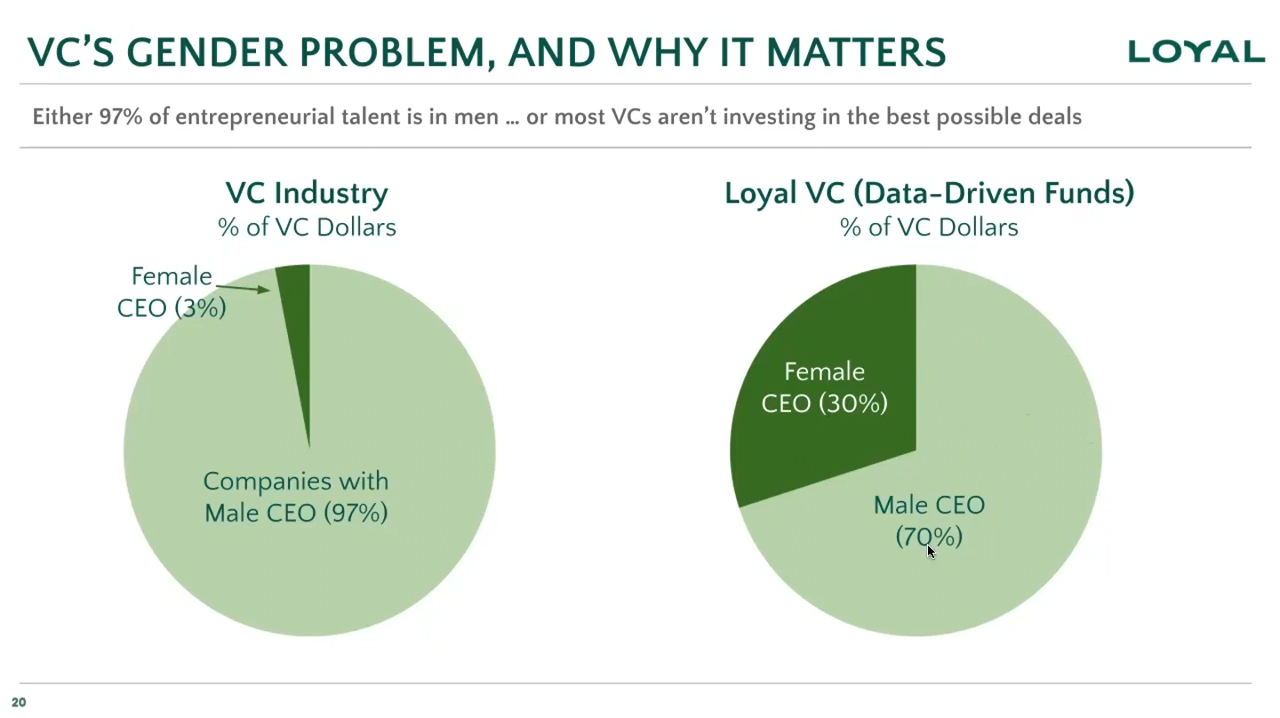 VC'S GENDER PROBLEM, AND WHY IT MATTERS
LOYAL
Either 97% of entrepreneurial talent is in men … or most VCs aren't investing in the best possible deals
VC Industry
% of VC Dollars
Female
CEO (3%)
Companies with
Male CEO (97%)
Loyal VC (Data-Driven Funds)
% of VC Dollars
Female
CEO (30%)
Male CEO
(70%)
20